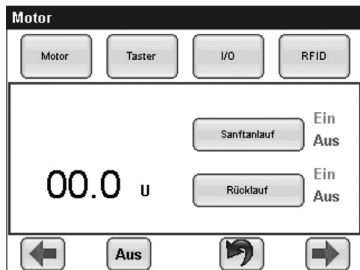 Motor
Motor Taster I/O RFID
Ein
Sanftanlauf
Aus
Ein
00.0 U Rücklauf
Aus
Aus